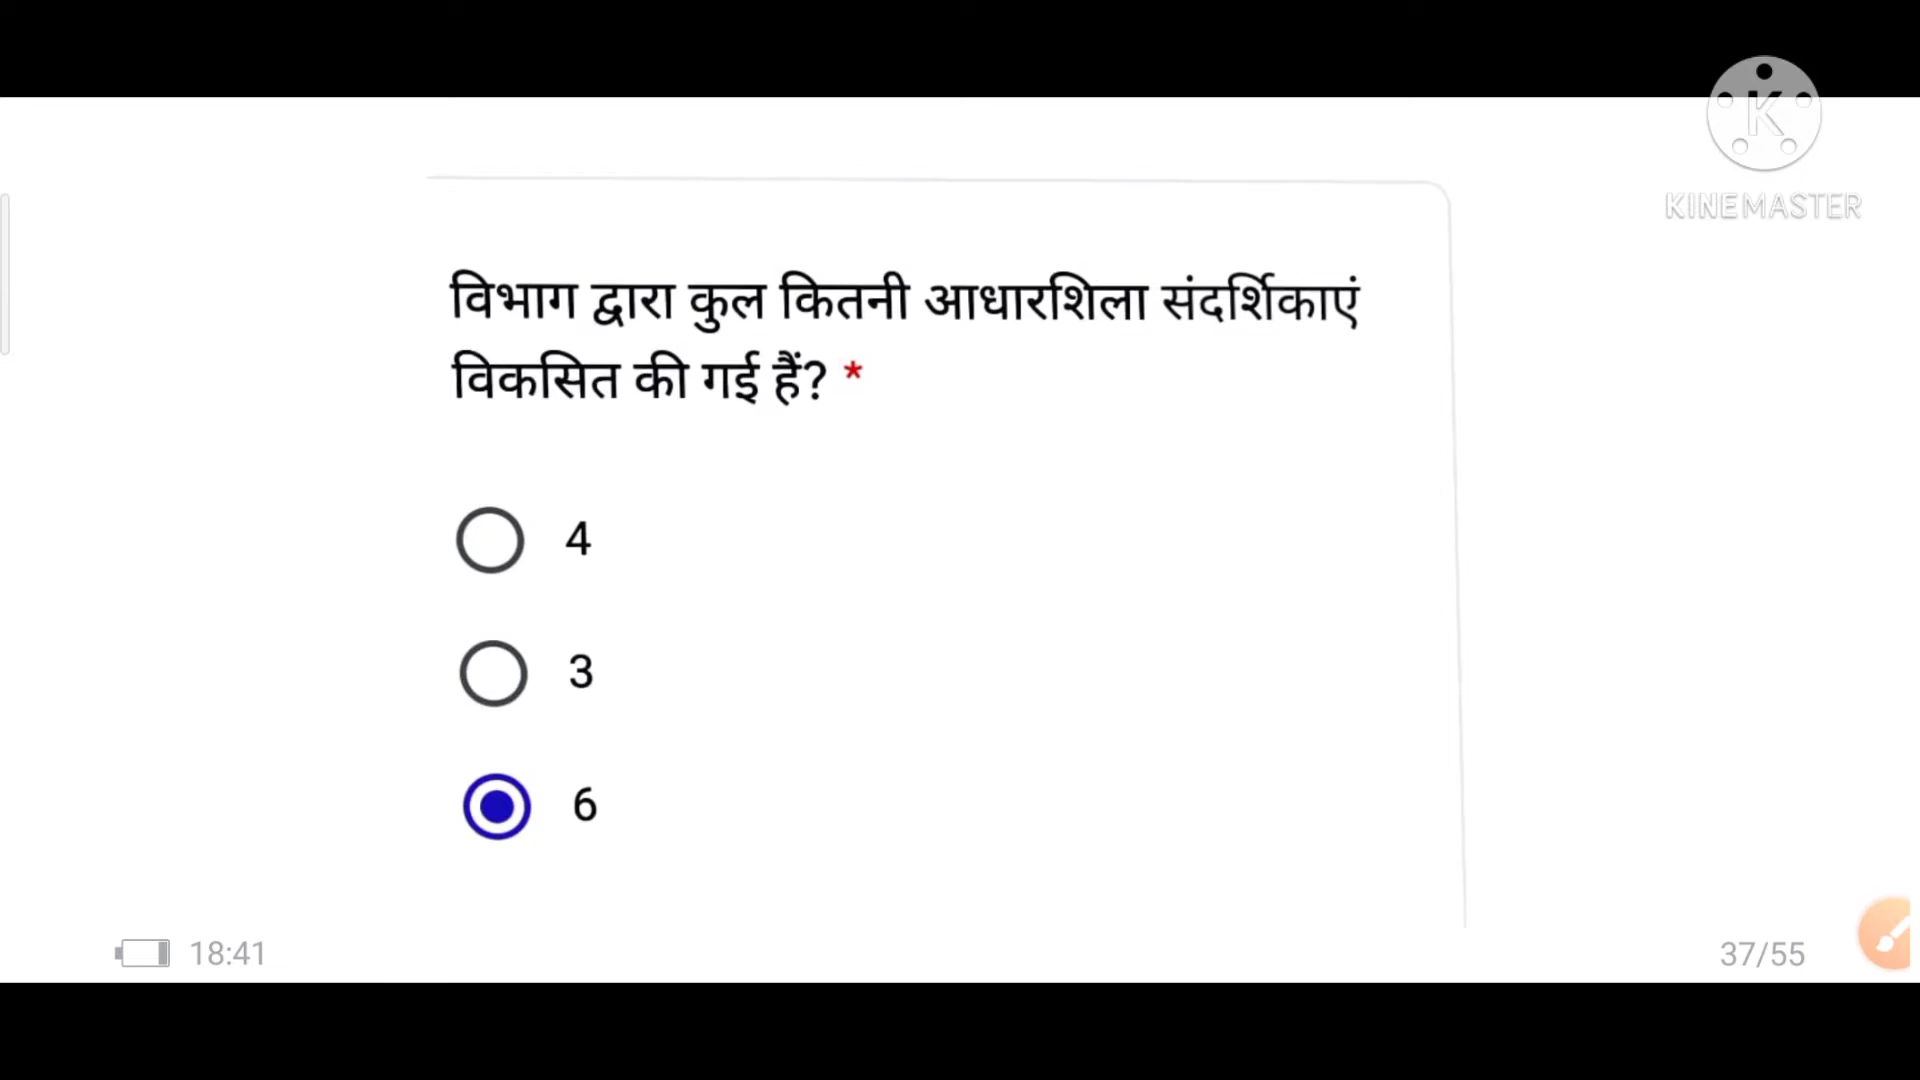 K
KINEMASTER
विभाग द्वारा कुल कितनी आधारशिला संदर्शिकाएं
विकसित की गई हैं? *
4
3
6
18:41
37/55